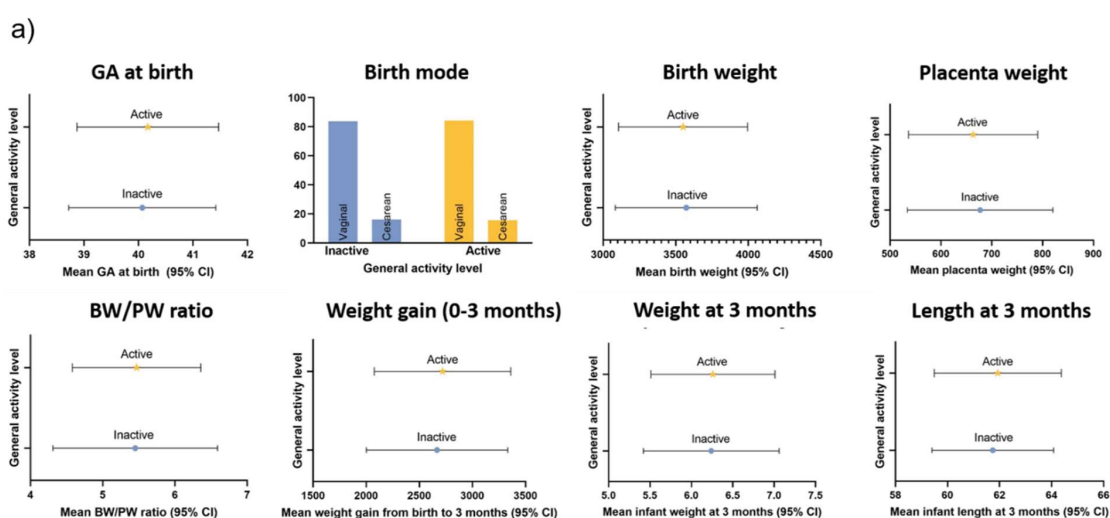 a)
GA at birth
General activity level
Active
Inactive
38 39 40 41 42
Mean GA at birth (95% CI)
Birth mode
100
80
60
40
20
0
Vaginal
Cesarean
Vaginal
Cesarean
Inactive Active
General activity level
Birth weight
General activity level
Active
Inactive
3000 3500 4000 4500
Mean birth weight (95% CI)
Placenta weight
General activity level
Active
Inactive
500 600 700 800 900
Mean placenta weight (95% CI)
BW/PW ratio
General activity level
Active
Inactive
4 5 6 7
Mean BW/PW ratio (95% CI)
Weight gain (0-3 months)
General activity level
Active
Inactive
1500 2000 2500 3000 3500
Mean weight gain from birth to 3 months (95% CI)
Weight at 3 months
General activity level
Active
Inactive
5.0 5.5 6.0 6.5 7.0 7.5
Mean infant weight at 3 months (95% CI)
Length at 3 months
General activity level
Active
Inactive
58 60 62 64 66
Mean infant length at 3 months (95% CI)